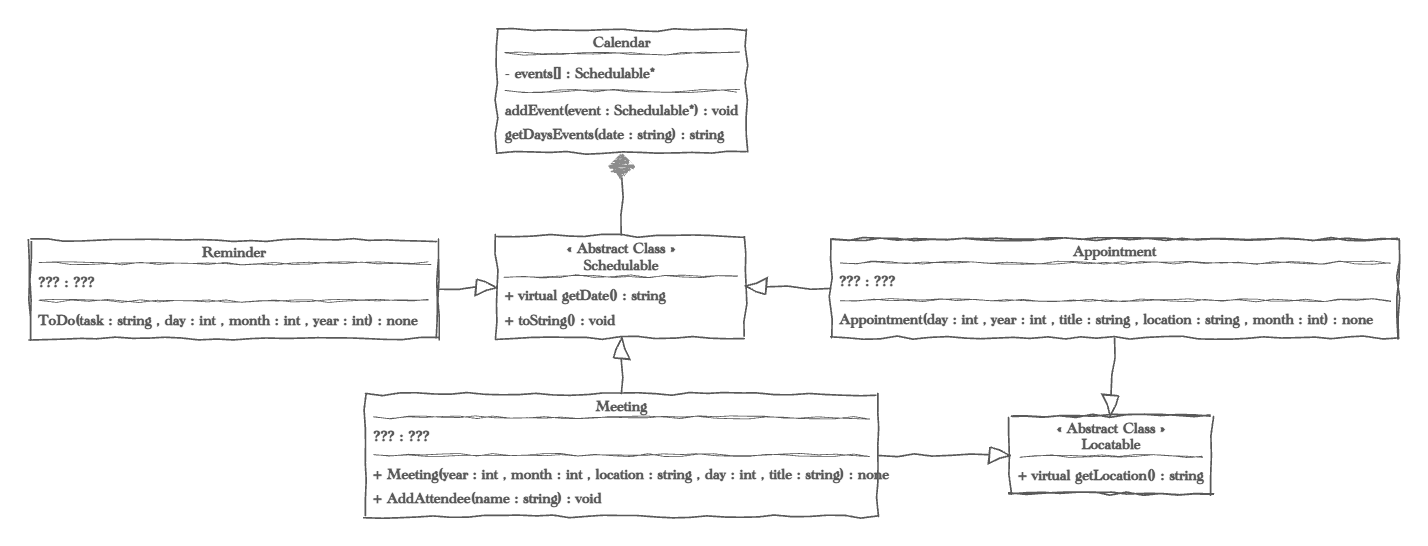 Calendar
- events[] : Schedulable*
addEvent(event : Schedulable*) : void
getDaysEvents(date : string) : string
Reminder
??? : ???
ToDo(task : string , day : int , month : int , year : int) : none
« Abstract Class »
Schedulable
+ virtual getDate() : string
+ toString() : void
Appointment
??? : ???
Appointment(day : int , year : int , title : string , location : string , month : int) : none
Meeting
??? : ???
+ Meeting(year : int , month : int , location : string , day : int , title : string) : none
+ AddAttendee(name : string) : void
« Abstract Class »
Locatable
+ virtual getLocation() : string